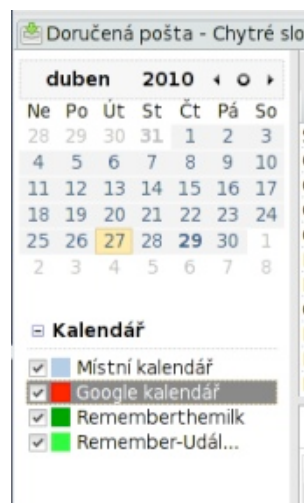 Doručená pošta - Chytré slo
duben 2010
Ne Po Út St Čt Pá So
28 29 30 31 1 2 3
4 5 6 7 8 9 10
11 12 13 14 15 16 17
18 19 20 21 22 23 24
25 26 27 28 29 30 1
2 3 4 5 6 7 8
Kalendář
Místní kalendář
Google kalendář
Rememberthemilk
Remember-Udál...